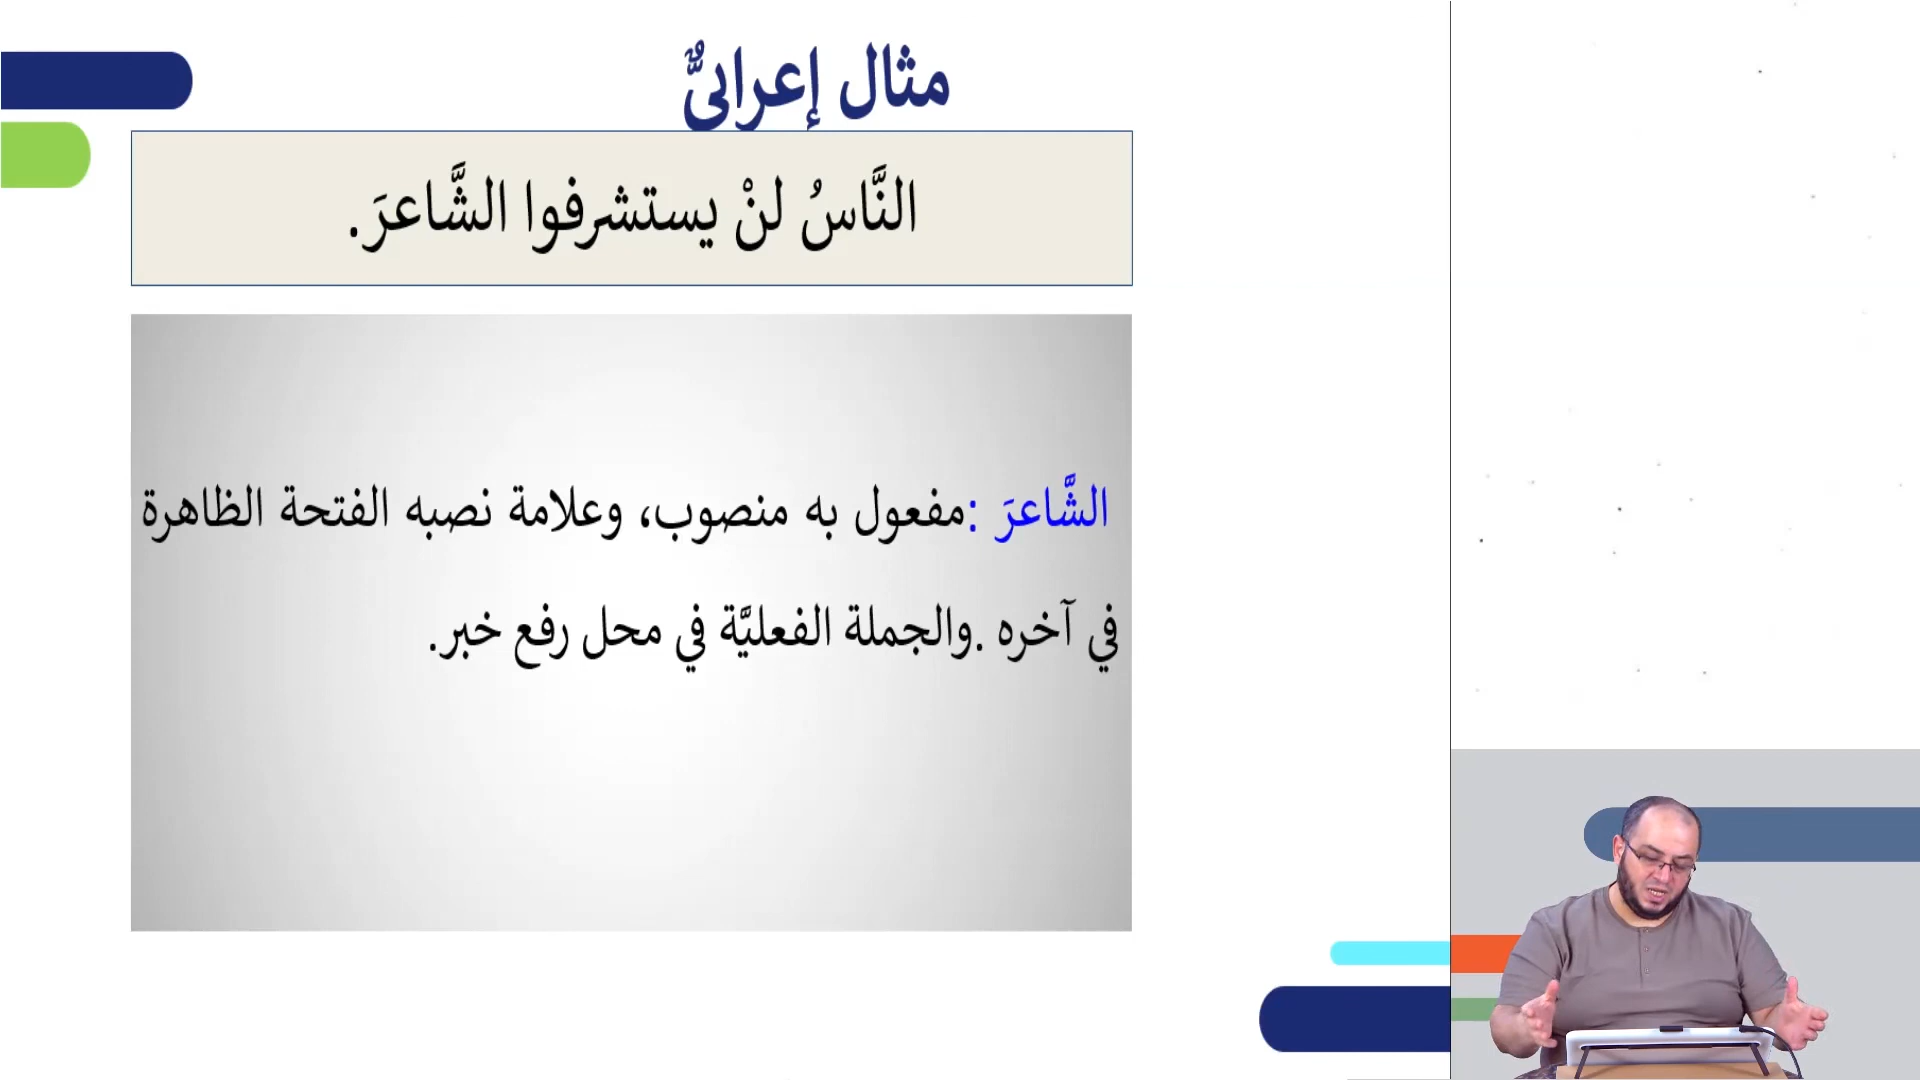 مثال إعرابيٌّ
النَّاسُ لنْ يستشرفوا الشَّاعرَ.
الشَّاعرَ :مفعول به منصوب، وعلامة نصبه الفتحة الظاهرة
في آخره .والجملة الفعليَّة في محل رفع خبر.